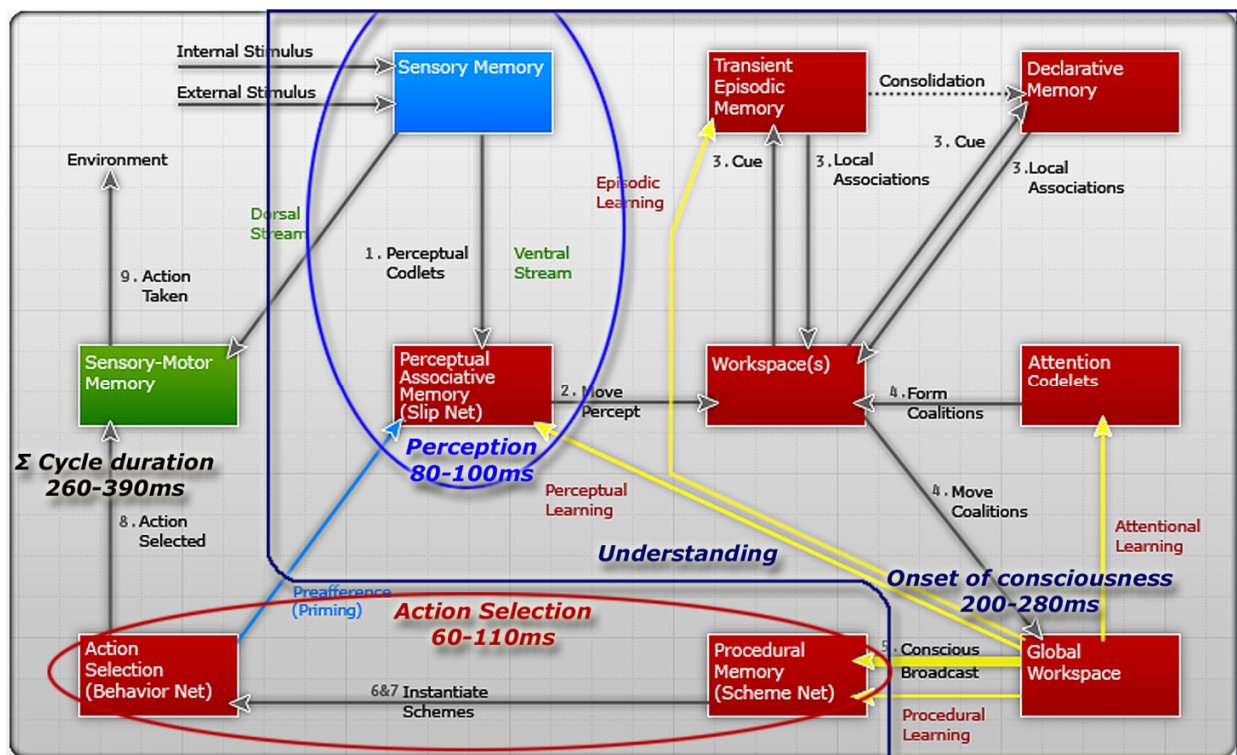 Internal Stimulus
External Stimulus
Sensory Memory
Transient
Episodic
Memory
Consolidation
Declarative
Memory
Environment
3. Cue
3. Local
Associations
3. Cue
3. Local
Associations
Episodic
Learning
Dorsal
Stream
1. Perceptual
Codlets
Ventral
Stream
9. Action
Taken
Sensory-Motor
Memory
Perceptual
Associative
Memory
(Slip Net)
2. Move
Percept
Workspace(s)
4. Form
Coalitions
Attention
Codelets
Perception
80-100ms
Σ Cycle duration
260-390ms
Perceptual
Learning
4. Move
Coalitions
8. Action
Selected
Attentional
Learning
Understanding
Onset of consciousness
200-280ms
Preafference
(Priming)
Action Selection
60-110ms
Action
Selection
(Behavior Net)
6&7 Instantiate
Schemes
Procedural
Memory
(Scheme Net)
5. Conscious
Broadcast
Procedural
Learning
Global
Workspace